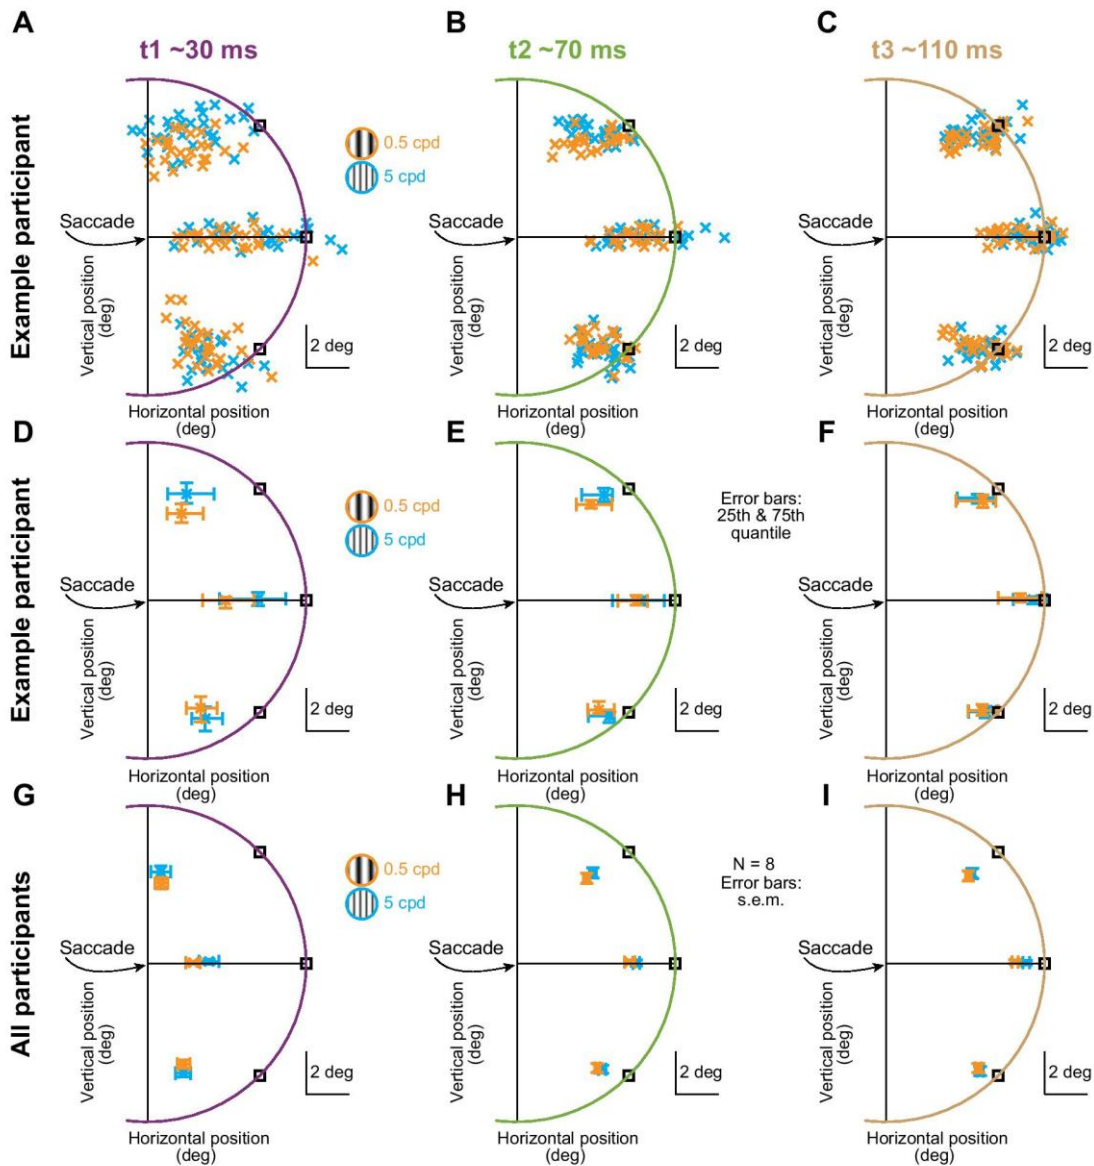 A
B
C
t1 ~30 ms
t2 ~70 ms
t3 ~110 ms
Example participant
0.5 cpd
5 cpd
Saccade
Saccade
Saccade
Vertical position
(deg)
Vertical position
(deg)
Vertical position
(deg)
2 deg
2 deg
2 deg
Horizontal position
(deg)
Horizontal position
(deg)
Horizontal position
(deg)
D
E
F
Example participant
0.5 cpd
5 cpd
Error bars:
25th & 75th
quantile
Saccade
Saccade
Saccade
Vertical position
(deg)
Vertical position
(deg)
Vertical position
(deg)
2 deg
2 deg
2 deg
Horizontal position
(deg)
Horizontal position
(deg)
Horizontal position
(deg)
G
H
I
All participants
0.5 cpd
5 cpd
N = 8
Error bars:
s.e.m.
Saccade
Saccade
Saccade
Vertical position
(deg)
Vertical position
(deg)
Vertical position
(deg)
2 deg
2 deg
2 deg
Horizontal position
(deg)
Horizontal position
(deg)
Horizontal position
(deg)